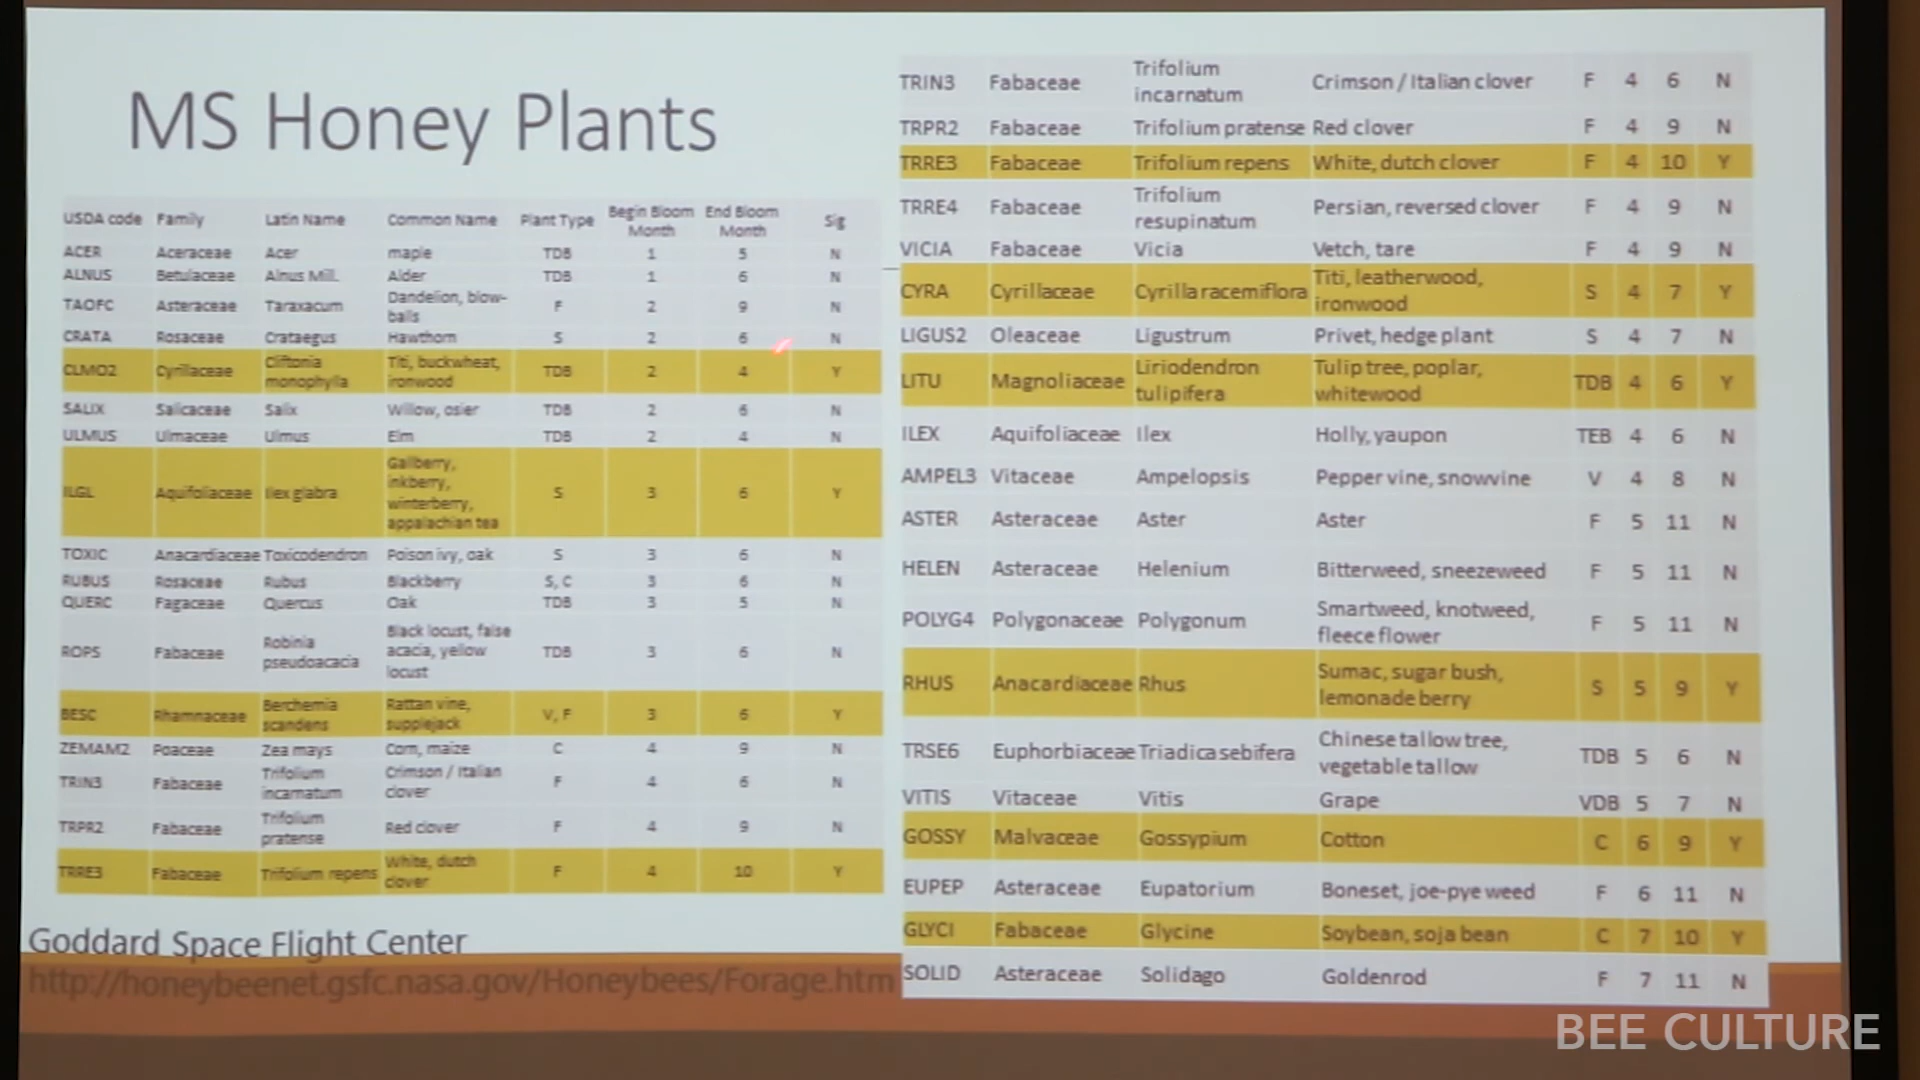 MS Honey Plants
USDA code Family Latin Name Common Name Plant Type Begin Bloom Month End Bloom Month Sig
ACER Aceraceae Acer maple TDB 1 5 N
ALNUS Betulaceae Alnus Mill. Alder TDB 1 6 N
TAOFC Asteraceae Taraxacum Dandelion, blow-balls F 2 9 N
CRATA Rosaceae Crataegus Hawthorn S 2 6 N
CLMO2 Cyrillaceae Cliftonia monophylla Titi, buckwheat, ironwood TDB 2 4 Y
SALIX Salicaceae Salix Willow, osier TDB 2 6 N
ULMUS Ulmaceae Ulmus Elm TDB 2 4 N
ILGL Aquifoliaceae Ilex glabra Gallberry, inkberry, winterberry, appalachian tea S 3 6 Y
TOXIC Anacardiaceae Toxicodendron Poison ivy, oak S 3 6 N
RUBUS Rosaceae Rubus Blackberry S, C 3 6 N
QUERC Fagaceae Quercus Oak TDB 3 5 N
ROPS Fabaceae Robinia pseudoacacia Black locust, false acacia, yellow locust TDB 3 6 N
BESC Rhamnaceae Berchemia scandens Rattan vine, supplejack V, F 3 6 Y
ZEMAM2 Poaceae Zea mays Corn, maize C 4 9 N
TRIN3 Fabaceae Trifolium incarnatum Crimson / Italian clover F 4 6 N
TRPR2 Fabaceae Trifolium pratense Red clover F 4 9 N
TRRE3 Fabaceae Trifolium repens White, dutch clover F 4 10 Y
Goddard Space Flight Center
http://honeybeenet.gsfc.nasa.gov/Honeybees/Forage.htm
TRIN3 Fabaceae Trifolium incarnatum Crimson / Italian clover F 4 6 N
TRPR2 Fabaceae Trifolium pratense Red clover F 4 9 N
TRRE3 Fabaceae Trifolium repens White, dutch clover F 4 10 Y
TRRE4 Fabaceae Trifolium resupinatum Persian, reversed clover F 4 9 N
VICIA Fabaceae Vicia Vetch, tare F 4 9 N
CYRA Cyrillaceae Cyrilla racemiflora Titi, leatherwood, ironwood S 4 7 Y
LIGUS2 Oleaceae Ligustrum Privet, hedge plant S 4 7 N
LITU Magnoliaceae Liriodendron tulipifera Tulip tree, poplar, whitewood TDB 4 6 Y
ILEX Aquifoliaceae Ilex Holly, yaupon TEB 4 6 N
AMPEL3 Vitaceae Ampelopsis Pepper vine, snowvine V 4 8 N
ASTER Asteraceae Aster Aster F 5 11 N
HELEN Asteraceae Helenium Bitterweed, sneezeweed F 5 11 N
POLYG4 Polygonaceae Polygonum Smartweed, knotweed, fleece flower F 5 11 N
RHUS Anacardiaceae Rhus Sumac, sugar bush, lemonade berry S 5 9 Y
TRSE6 Euphorbiaceae Triadica sebifera Chinese tallow tree, vegetable tallow TDB 5 6 N
VITIS Vitaceae Vitis Grape VDB 5 7 N
GOSSY Malvaceae Gossypium Cotton C 6 9 Y
EUPEP Asteraceae Eupatorium Boneset, joe-pye weed F 6 11 N
GLYCI Fabaceae Glycine Soybean, soja bean C 7 10 Y
SOLID Asteraceae Solidago Goldenrod F 7 11 N
BEE CULTURE